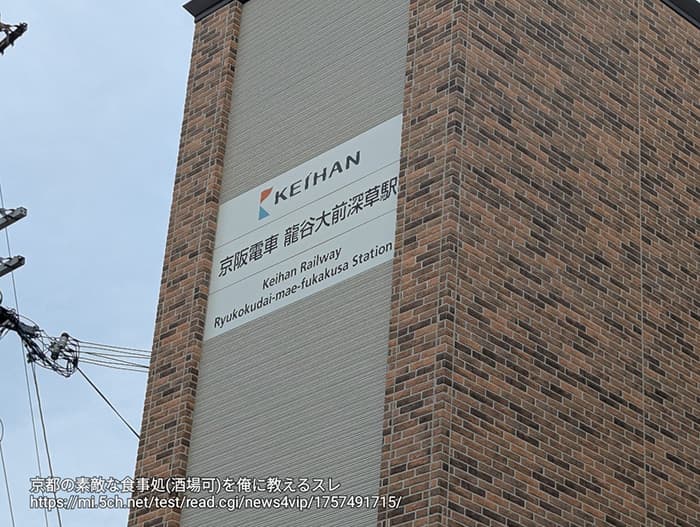 KEIHAN
京阪電車 龍谷大前深草駅
Keihan Railway
Ryukokudai-mae-fukakusa Station
京都の素敵な食事処(酒場可)を俺に教えるスレ
https://mi.5ch.net/test/read.cgi/news4vip/1757491715/